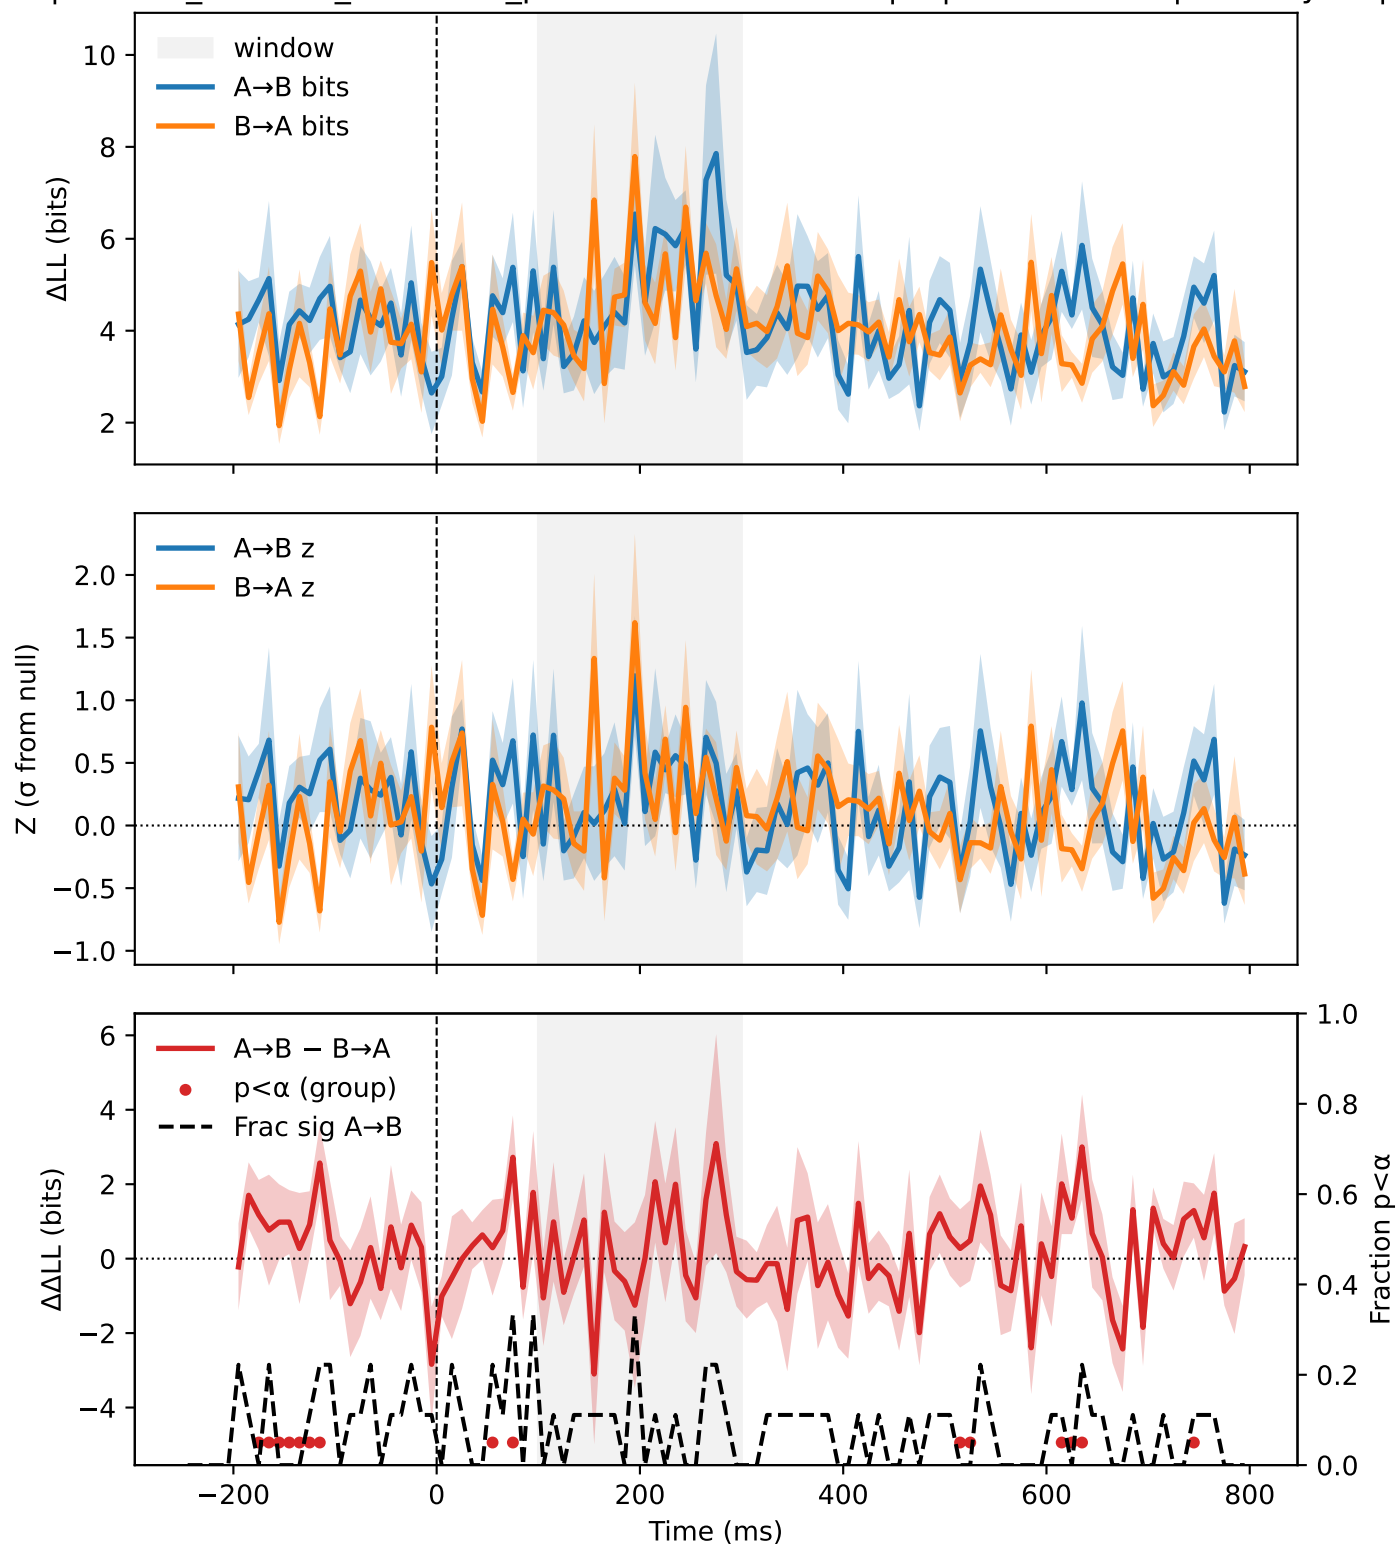 10
8
6
4
2
ΔLL (bits)
window
A→B bits
B→A bits
2.0
1.5
1.0
0.5
0.0
−0.5
−1.0
Z (σ from null)
A→B z
B→A z
6
4
2
0
−2
−4
ΔΔLL (bits)
A→B − B→A
p<α (group)
Frac sig A→B
1.0
0.8
0.6
0.4
0.2
0.0
Fraction p<α
−200 0 200 400 600 800
Time (ms)